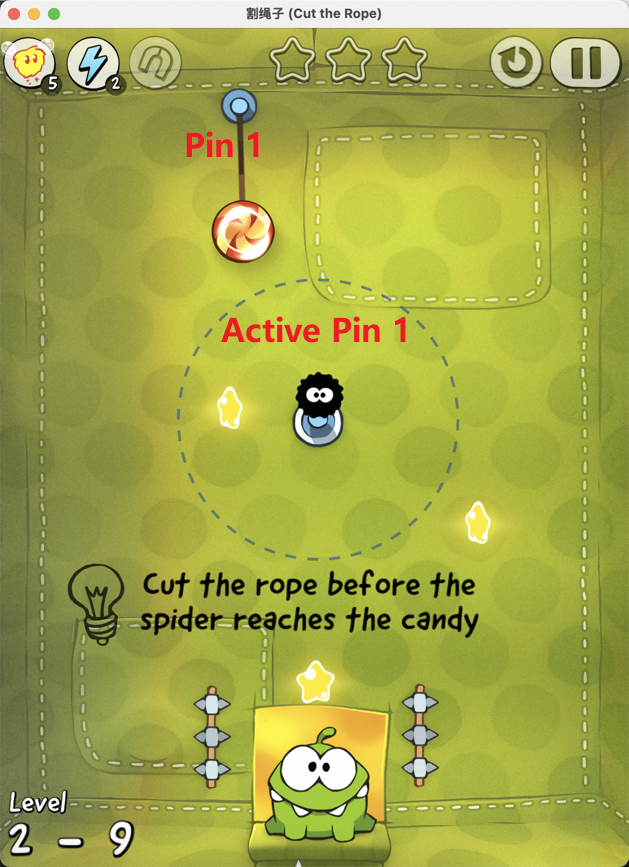 割绳子 (Cut the Rope)
5
2
Pin 1
Active Pin 1
Cut the rope before the
spider reaches the candy
Level
2 - 9